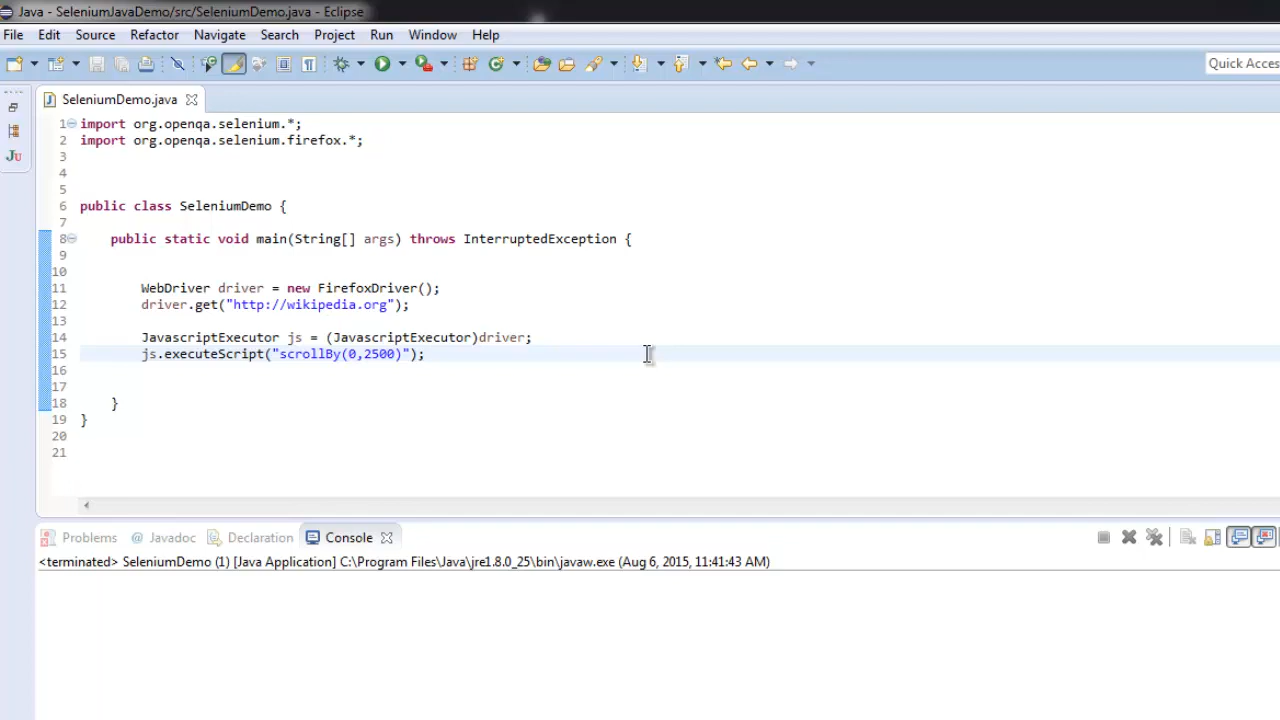 Java - SeleniumJavaDemo/src/SeleniumDemo.java - Eclipse
File Edit Source Refactor Navigate Search Project Run Window Help
Quick Acces
SeleniumDemo.java
1 import org.openqa.selenium.*;
2 import org.openqa.selenium.firefox.*;
3
4
5
6 public class SeleniumDemo {
7
8 public static void main(String[] args) throws InterruptedException {
9
10
11 WebDriver driver = new FirefoxDriver();
12 driver.get("http://wikipedia.org");
13
14 JavascriptExecutor js = (JavascriptExecutor)driver;
15 js.executeScript("scrollBy(0,2500)");
16
17
18 }
19 }
20
21
Problems @ Javadoc Declaration Console
<terminated> SeleniumDemo (1) [Java Application] C:\Program Files\Java\jre1.8.0_25\bin\javaw.exe (Aug 6, 2015, 11:41:43 AM)